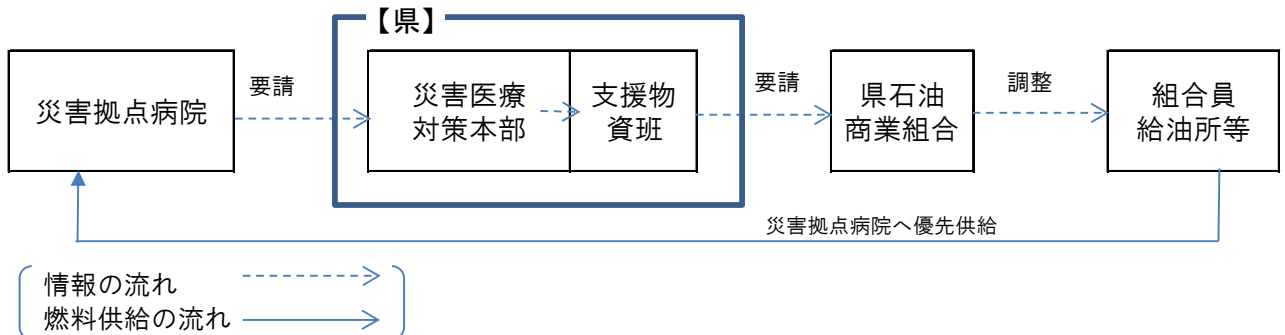 【県】
災害拠点病院
要請
災害医療
対策本部
支援物
資班
要請
県石油
商業組合
調整
組合員
給油所等
災害拠点病院へ優先供給
情報の流れ
燃料供給の流れ